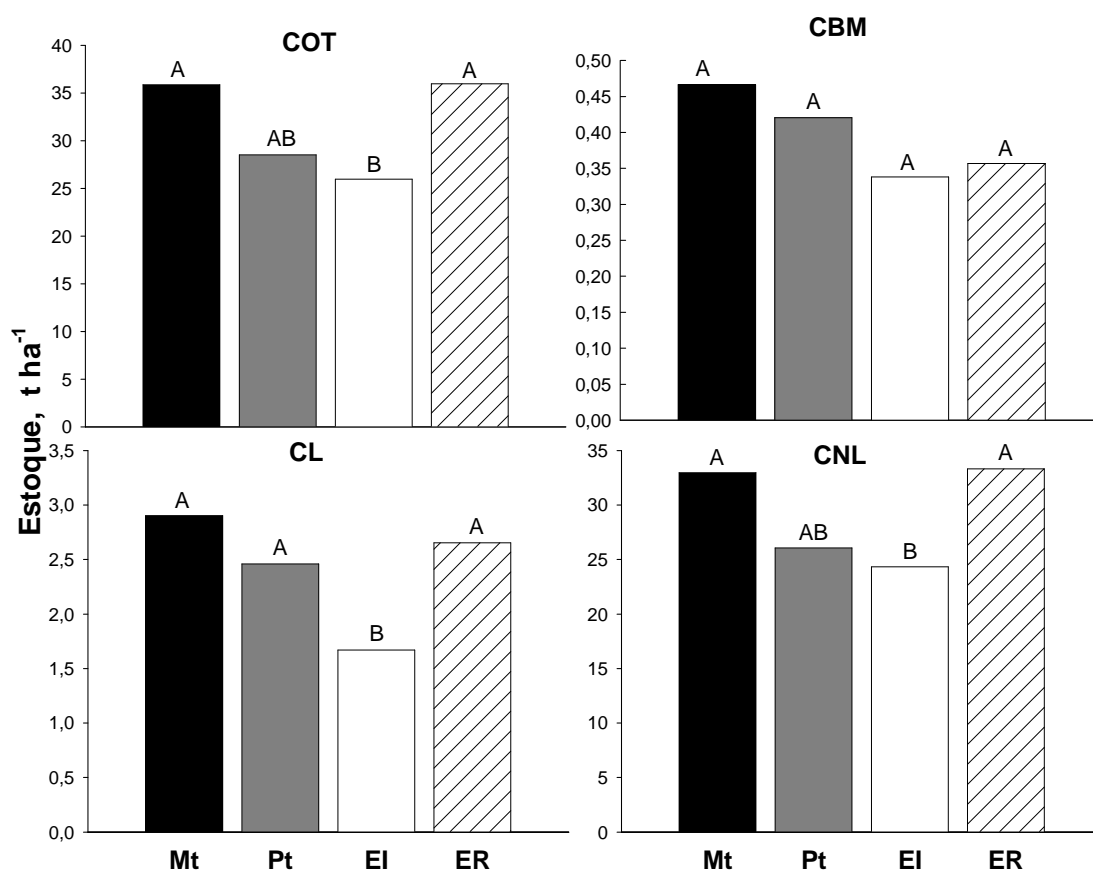 Estoque, t ha⁻¹
COT
40
35
30
25
20
15
10
5
0
A
AB
B
A
CBM
0,50
0,45
0,40
0,35
0,30
0,25
0,20
0,15
0,10
0,05
0,00
A
A
A
A
CL
3,5
3,0
2,5
2,0
1,5
1,0
0,5
0,0
A
A
B
A
Mt Pt EI ER
CNL
35
30
25
20
15
10
5
0
A
AB
B
A
Mt Pt EI ER